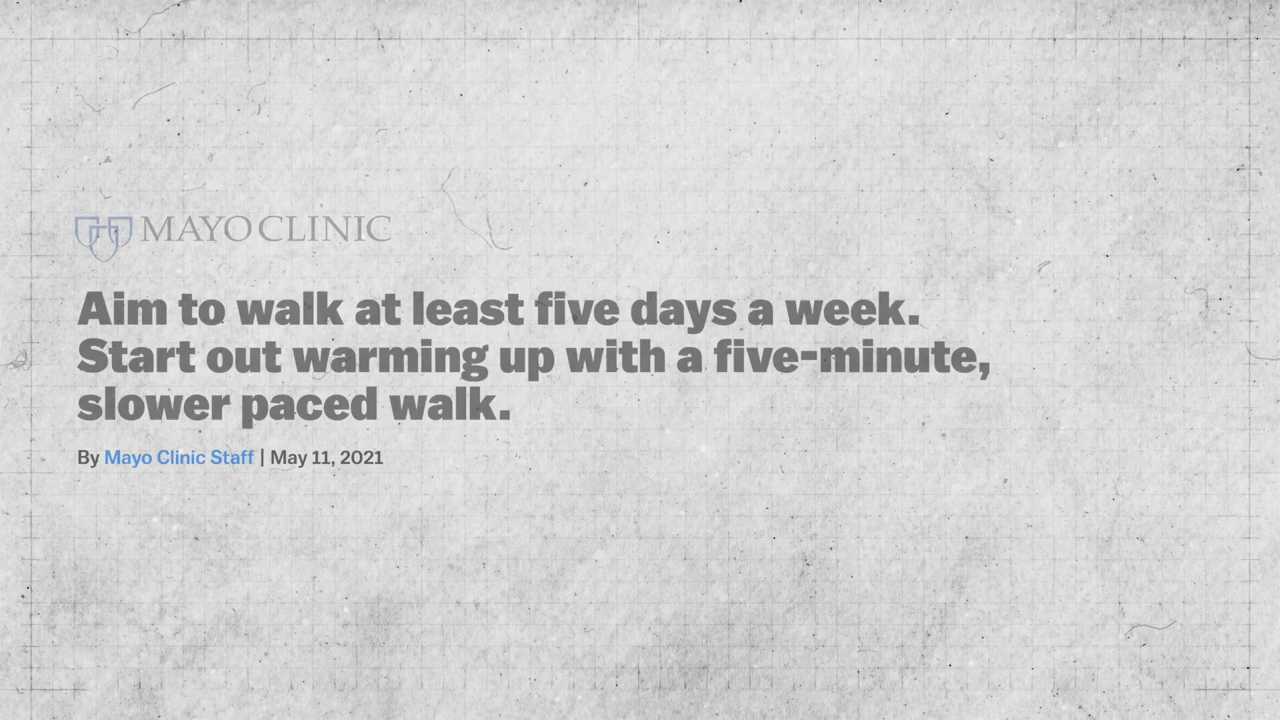 MAYO CLINIC
Aim to walk at least five days a week.
Start out warming up with a five-minute,
slower paced walk.
By Mayo Clinic Staff | May 11, 2021